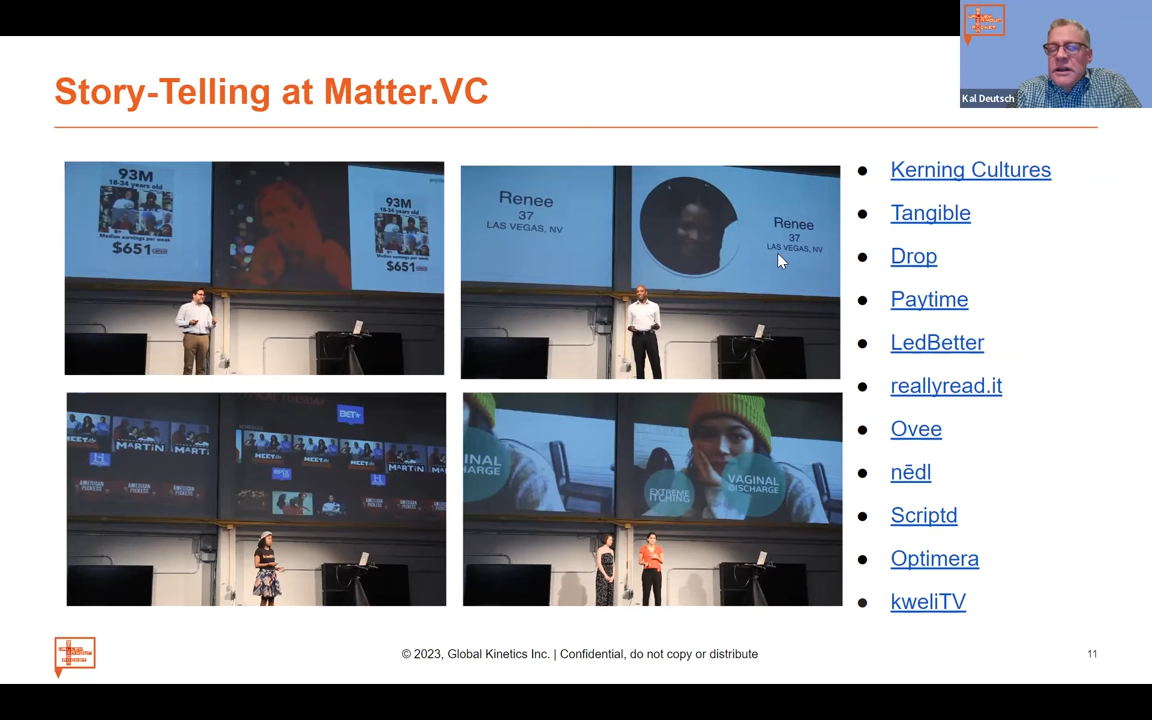 Story-Telling at Matter.VC
Kal Deutsch
93M
18-34 years old
Median earnings per week
$651
93M
18-34 years old
Median earnings per week
$651
Renee
37
LAS VEGAS, NV
Renee
37
LAS VEGAS, NV
BET
MEET
MARTIN
MEET
MEET
MARTIN
AMERICAN PICKERS
AMERICAN PICKERS
EXTREME
ITCHING
VAGINAL
DISCHARGE
● Kerning Cultures
● Tangible
● Drop
● Paytime
● LedBetter
● reallyread.it
● Ovee
● nēdl
● Scriptd
● Optimera
● kweliTV
© 2023, Global Kinetics Inc. | Confidential, do not copy or distribute
11